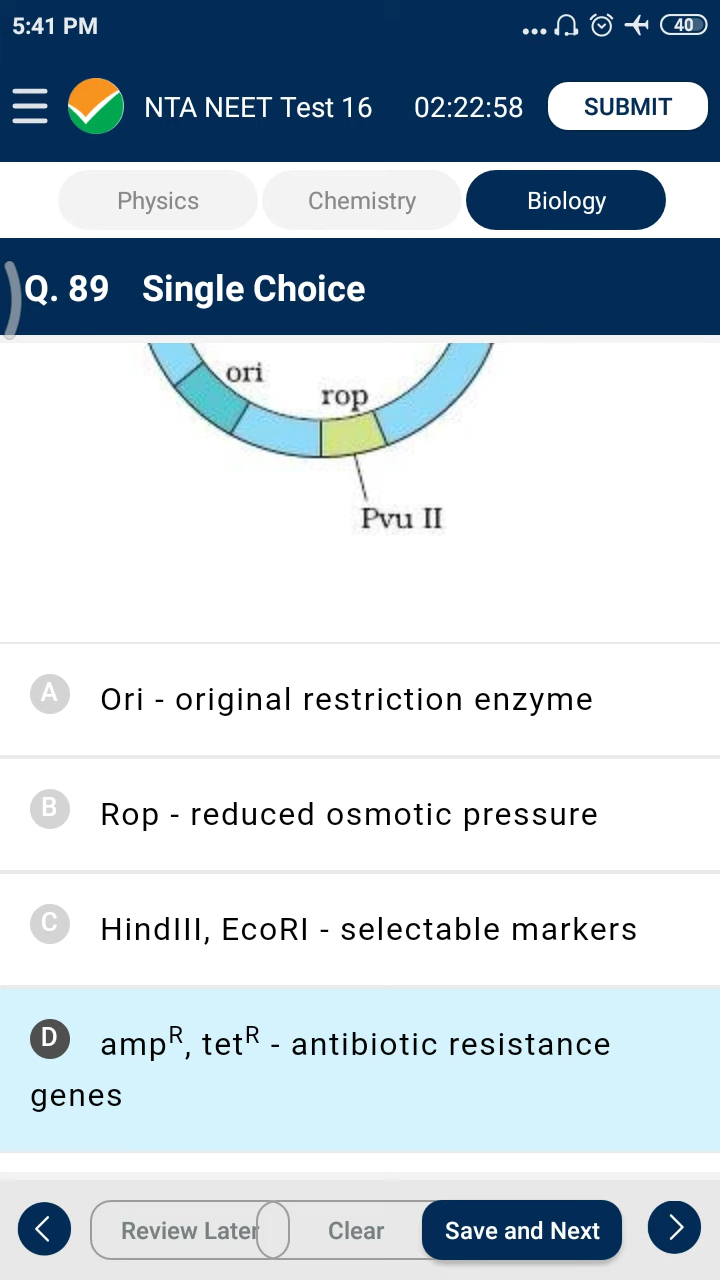 5:41 PM
40
NTA NEET Test 16
02:22:58
SUBMIT
Physics
Chemistry
Biology
Q. 89 Single Choice
ori
rop
Pvu II
A Ori - original restriction enzyme
B Rop - reduced osmotic pressure
C HindIII, EcoRI - selectable markers
D ampᴿ, tetᴿ - antibiotic resistance
genes
Review Later
Clear
Save and Next